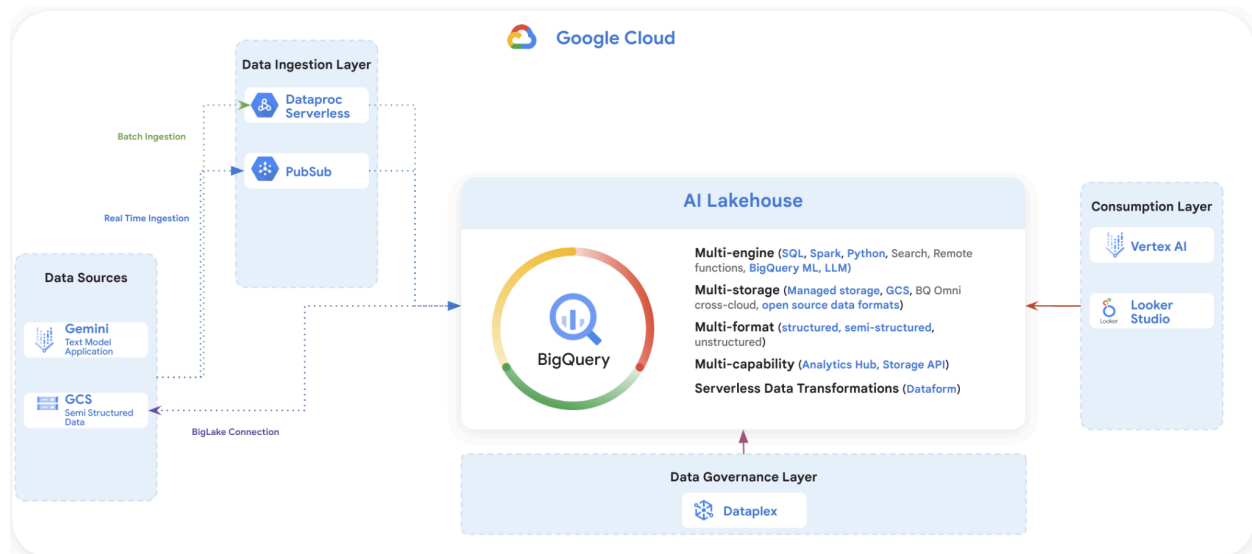 Google Cloud
Data Ingestion Layer
Dataproc
Serverless
PubSub
Batch Ingestion
Real Time Ingestion
Data Sources
Gemini
Text Model
Application
GCS
Semi Structured
Data
BigLake Connection
AI Lakehouse
BigQuery
Multi-engine (SQL, Spark, Python, Search, Remote
functions, BigQuery ML, LLM)
Multi-storage (Managed storage, GCS, BQ Omni
cross-cloud, open source data formats)
Multi-format (structured, semi-structured,
unstructured)
Multi-capability (Analytics Hub, Storage API)
Serverless Data Transformations (Dataform)
Consumption Layer
Vertex AI
Looker
Looker
Studio
Data Governance Layer
Dataplex